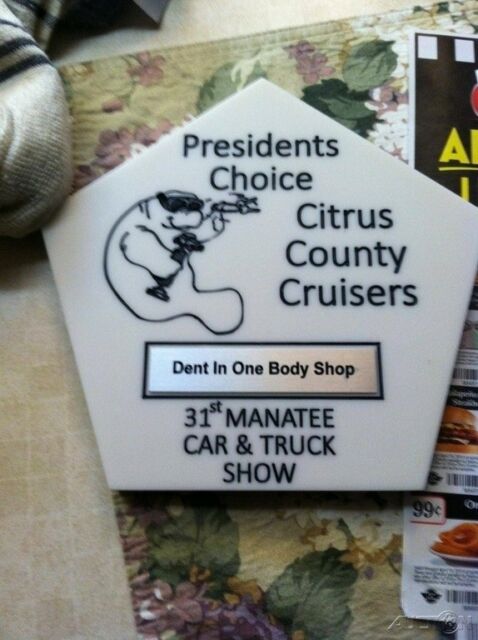 Presidents
Choice
Citrus
County
Cruisers
Dent In One Body Shop
31st MANATEE
CAR & TRUCK
SHOW
99¢